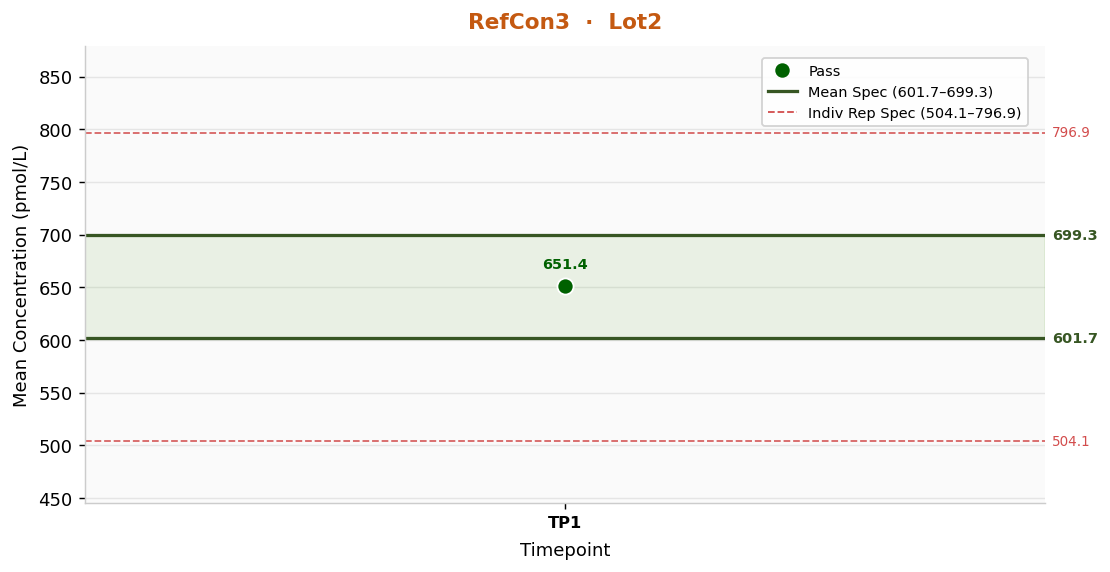 RefCon3 · Lot2
Pass
Mean Spec (601.7–699.3)
Indiv Rep Spec (504.1–796.9)
Mean Concentration (pmol/L)
850
800
750
700
650
600
550
500
450
796.9
699.3
651.4
601.7
504.1
TP1
Timepoint